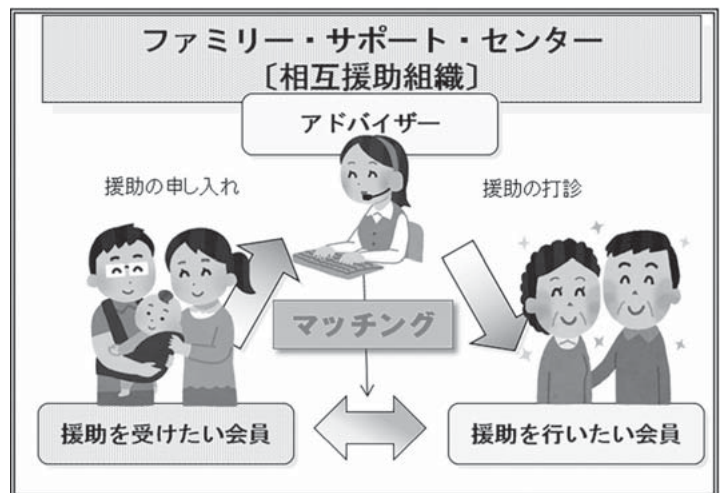 ファミリー・サポート・センター
〔相互援助組織〕
アドバイザー
援助の申し入れ
援助の打診
マッチング
援助を受けたい会員
援助を行いたい会員